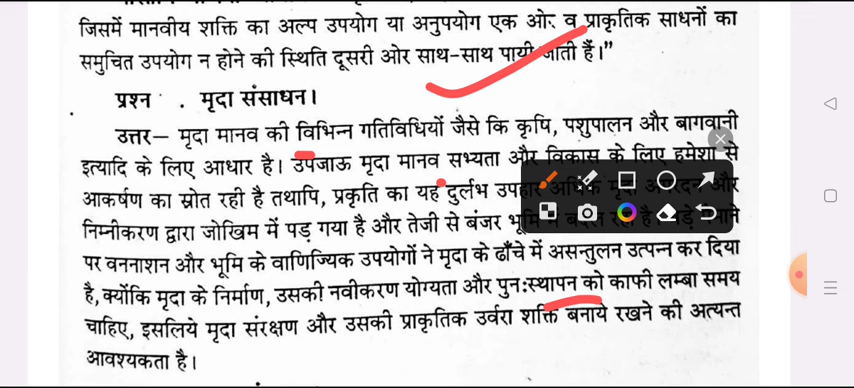 जिसमें मानवीय शक्ति का अल्प उपयोग या अनुपयोग एक ओर व प्राकृतिक साधनों का
समुचित उपयोग न होने की स्थिति दूसरी ओर साथ-साथ पायी जाती हैं।”
प्रश्न . मृदा संसाधन।
उत्तर– मृदा मानव की विभिन्न गतिविधियों जैसे कि कृषि, पशुपालन और बागवानी
इत्यादि के लिए आधार है। उपजाऊ मृदा मानव सभ्यता और विकास के लिए हमेशा से
आकर्षण का स्रोत रही है तथापि, प्रकृति का यह दुर्लभ उपहार और
निम्नीकरण द्वारा जोखिम में पड़ गया है और तेजी से बंजर भूमि
पर वननाशन और भूमि के वाणिज्यिक उपयोगों ने मृदा के ढाँचे में असन्तुलन उत्पन्न कर दिया
है, क्योंकि मृदा के निर्माण, उसकी नवीकरण योग्यता और पुनःस्थापन को काफी लम्बा समय
चाहिए, इसलिये मृदा संरक्षण और उसकी प्राकृतिक उर्वरा शक्ति बनाये रखने की अत्यन्त
आवश्यकता है।